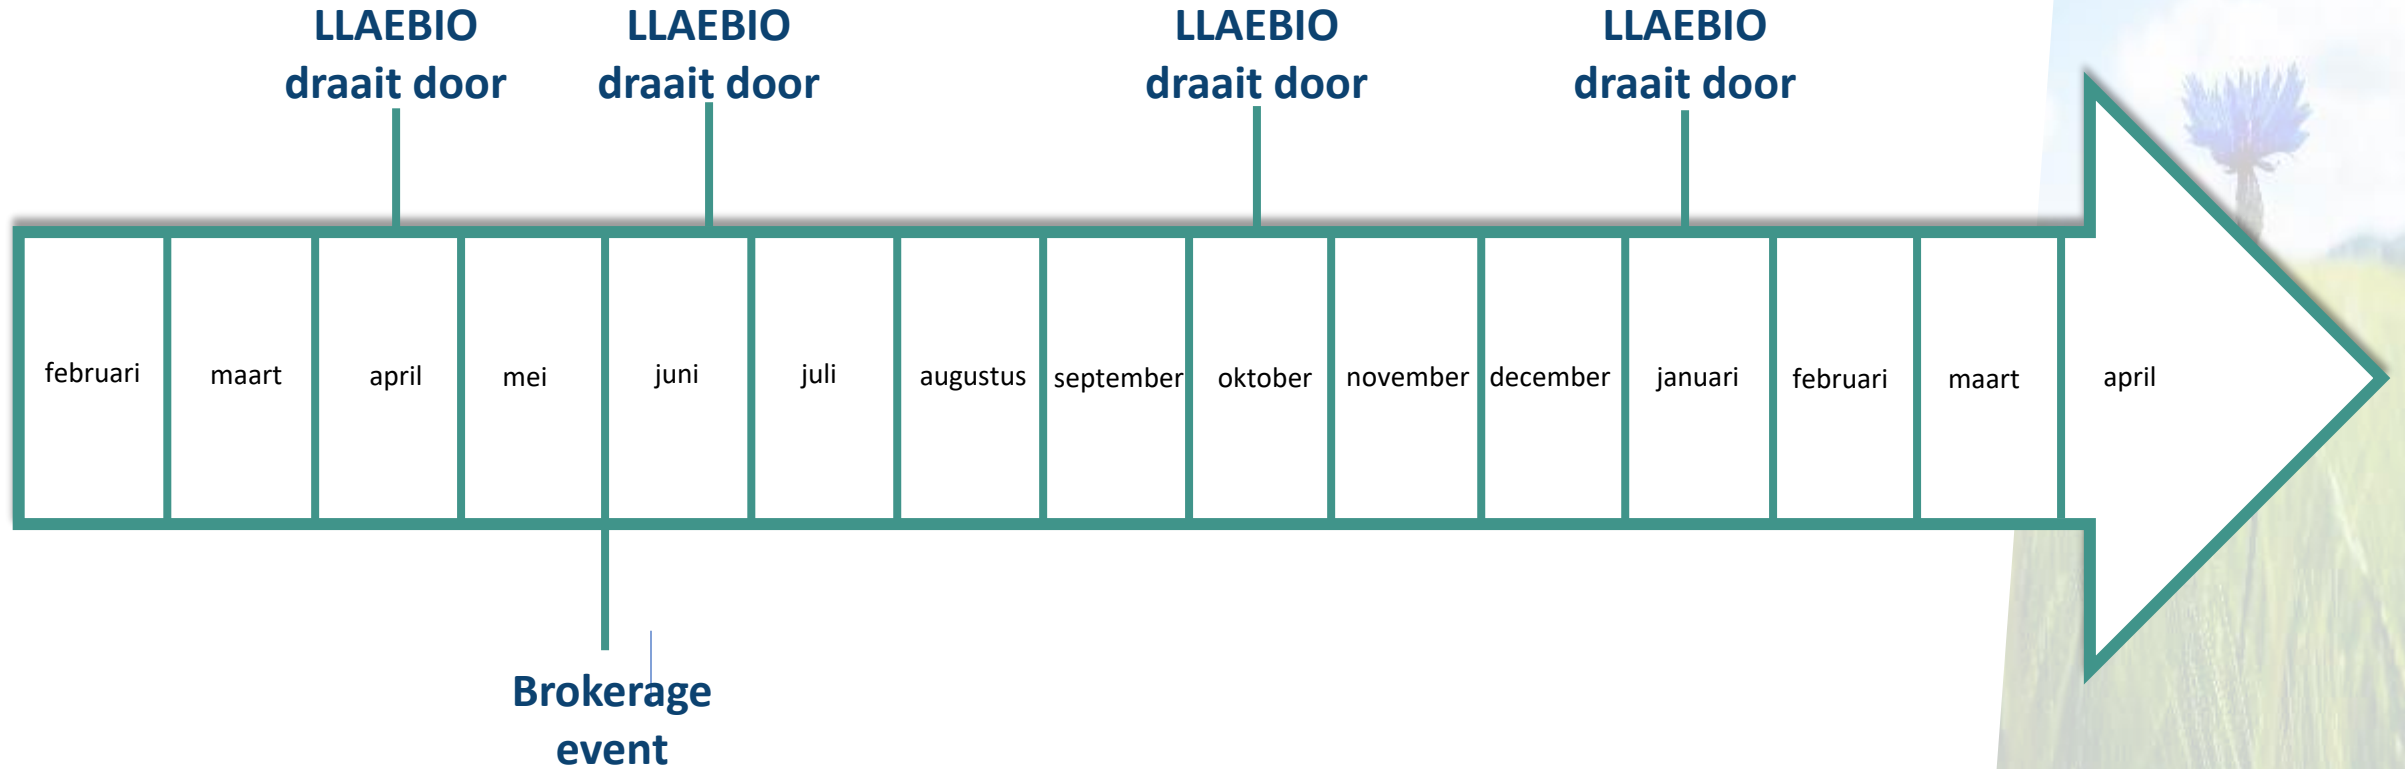 LLAEBIO
draait door
LLAEBIO
draait door
LLAEBIO
draait door
LLAEBIO
draait door
februari
maart
april
mei
juni
juli
augustus
september
oktober
november
december
januari
februari
maart
april
Brokerage
event